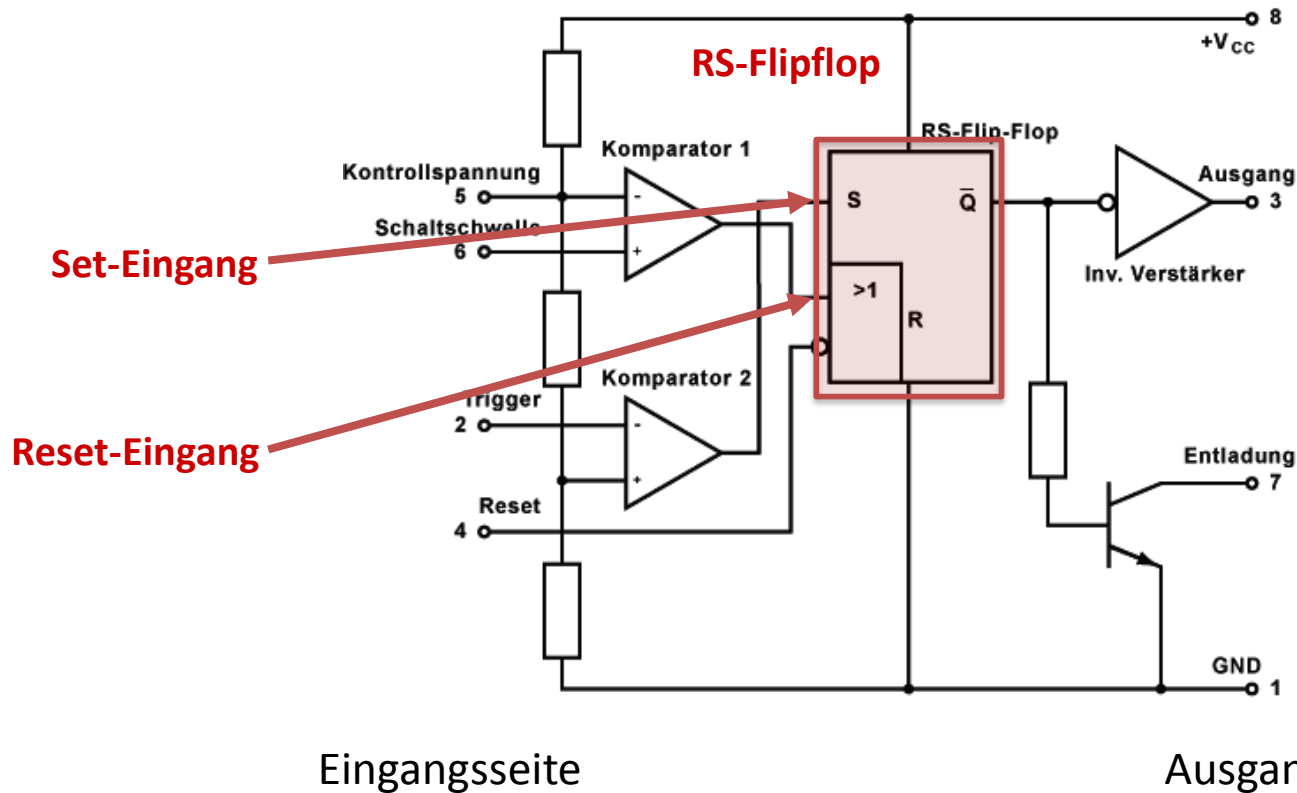 8
+VCC
RS-Flipflop
RS-Flip-Flop
Komparator 1
Kontrollspannung
5
-
S
Q̅
Ausgang
3
Schaltschwelle
6
+
Set-Eingang
Inv. Verstärker
>1
R
Komparator 2
Trigger
2
-
Reset-Eingang
Entladung
7
+
Reset
4
GND
1
Eingangsseite
Ausgan